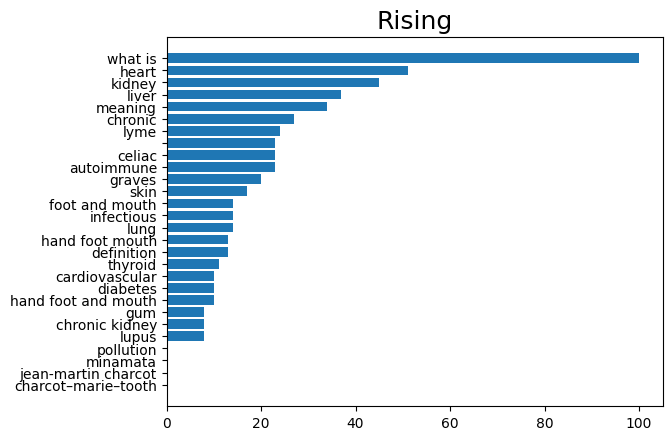 Rising
what is
heart
kidney
liver
meaning
chronic
lyme
celiac
autoimmune
graves
skin
foot and mouth
infectious
lung
hand foot mouth
definition
thyroid
cardiovascular
diabetes
hand foot and mouth
gum
chronic kidney
lupus
pollution
minamata
jean-martin charcot
charcot–marie–tooth
0 20 40 60 80 100